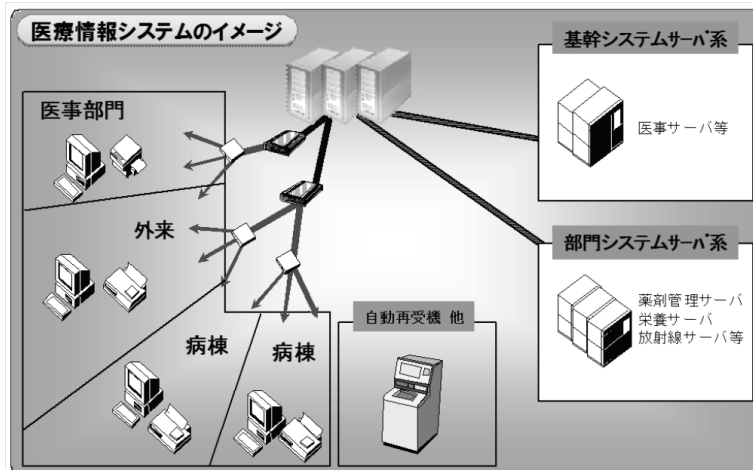 医療情報システムのイメージ
基幹システムサーバ系
医事サーバ等
医事部門
外来
部門システムサーバ系
薬剤管理サーバ
栄養サーバ
放射線サーバ等
自動再受機 他
病棟
病棟